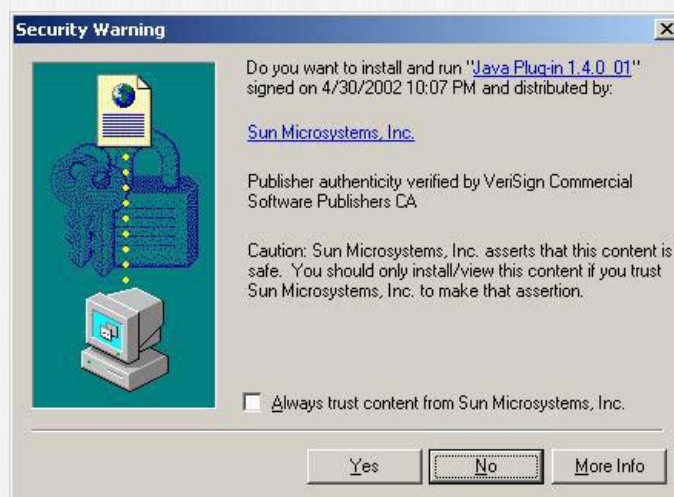 Security Warning
Do you want to install and run "Java Plug-in 1.4.0_01"
signed on 4/30/2002 10:07 PM and distributed by:
Sun Microsystems, Inc.
Publisher authenticity verified by VeriSign Commercial
Software Publishers CA
Caution: Sun Microsystems, Inc. asserts that this content is
safe. You should only install/view this content if you trust
Sun Microsystems, Inc. to make that assertion.
Always trust content from Sun Microsystems, Inc.
Yes No More Info